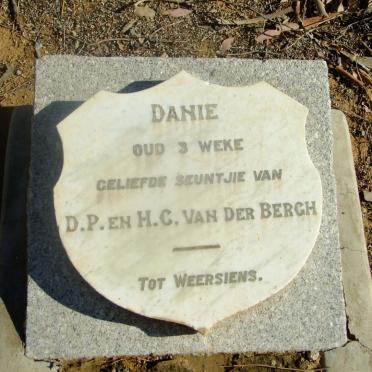 DANIE
OUD 3 WEKE
GELIEFDE SEUNTJIE VAN
D.P. EN H.C. VAN DER BERGH
TOT WEERSIENS.